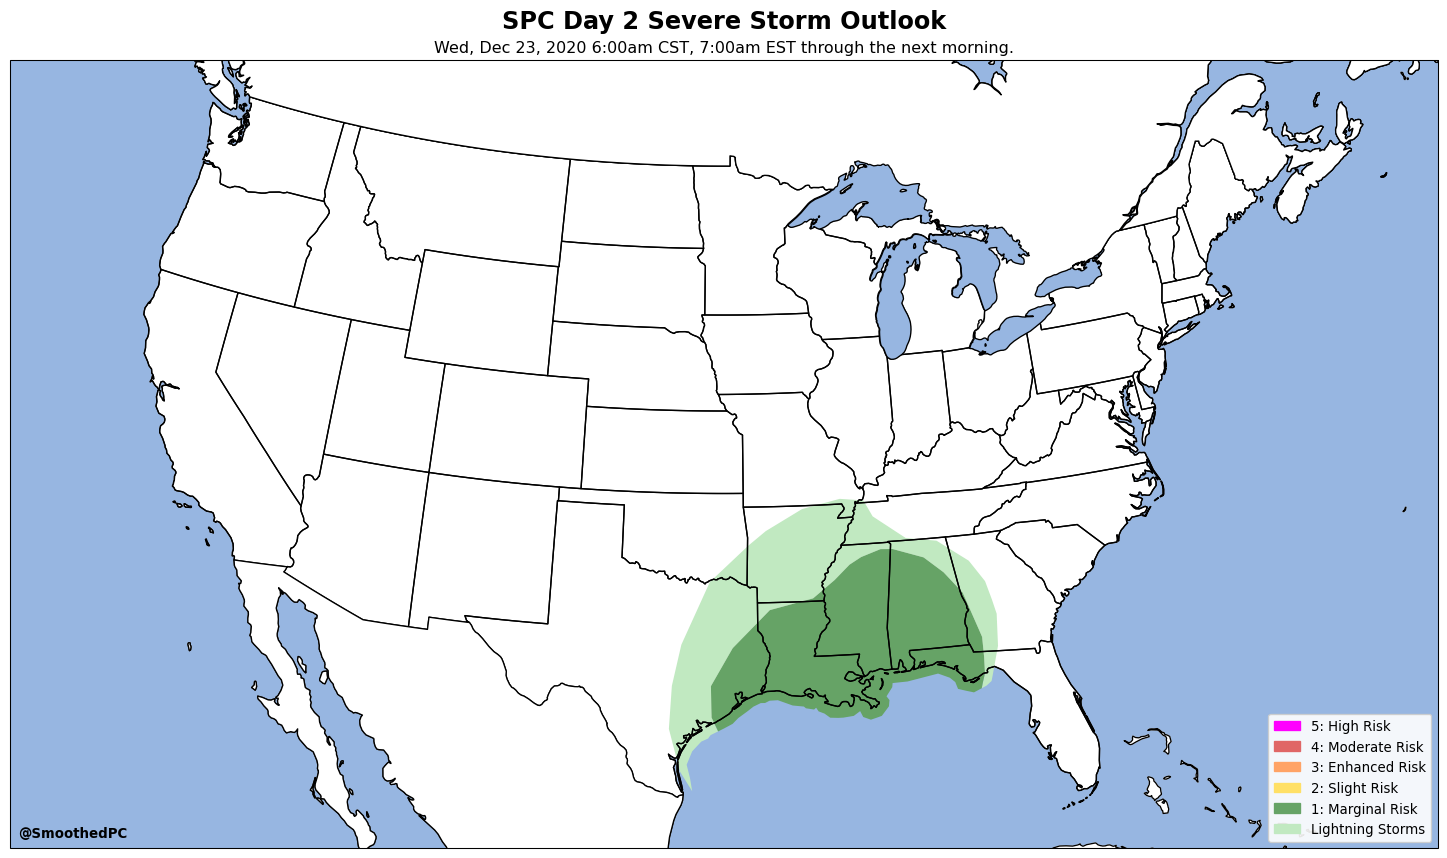 SPC Day 2 Severe Storm Outlook
Wed, Dec 23, 2020 6:00am CST, 7:00am EST through the next morning.
5: High Risk
4: Moderate Risk
3: Enhanced Risk
2: Slight Risk
1: Marginal Risk
Lightning Storms
@SmoothedPC